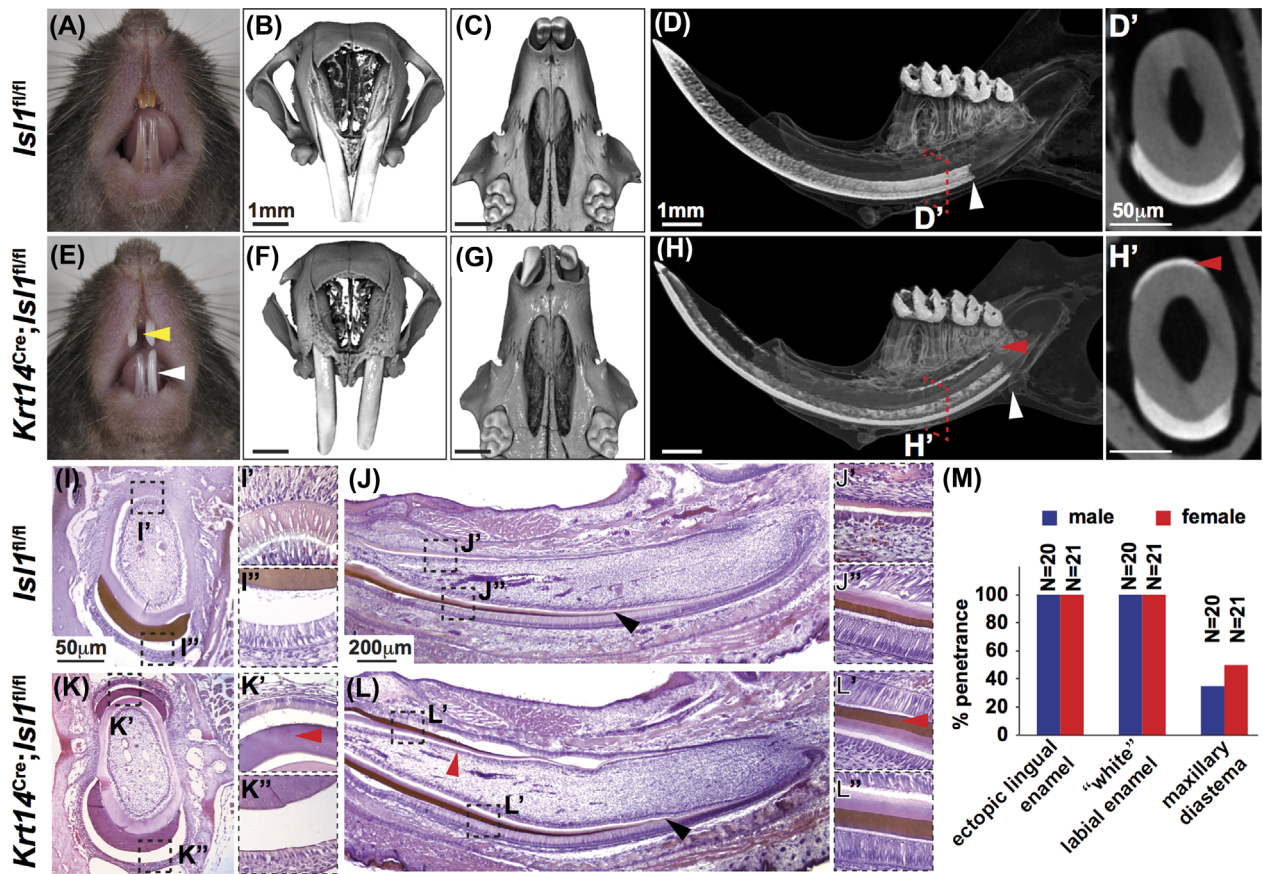 (A)
(B)
(C)
(D)
D’
Isl1fl/fl
1mm
1mm
D’
50µm
(E)
(F)
(G)
(H)
H’
Krt14Cre;Isl1fl/fl
H’
(I)
I’
(J)
J’
(M)
I’
J’
male
female
Isl1fl/fl
I”
J”
J”
N=20
N=21
N=20
N=21
N=20
N=21
50µm
I”
200µm
100
80
60
40
20
0
% penetrance
(K)
K’
(L)
L’
K’
L’
Krt14Cre;Isl1fl/fl
K”
L’
L”
K”
ectopic lingual
enamel
“white”
labial enamel
maxillary
diastema